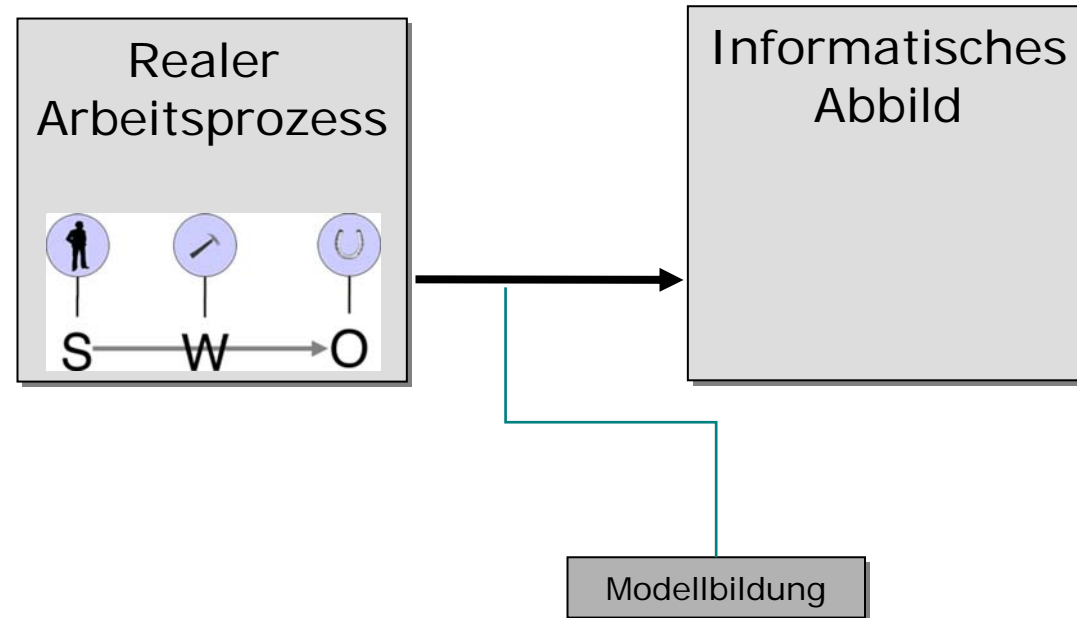 Realer
Arbeitsprozess
S W O
Informatisches
Abbild
Modellbildung